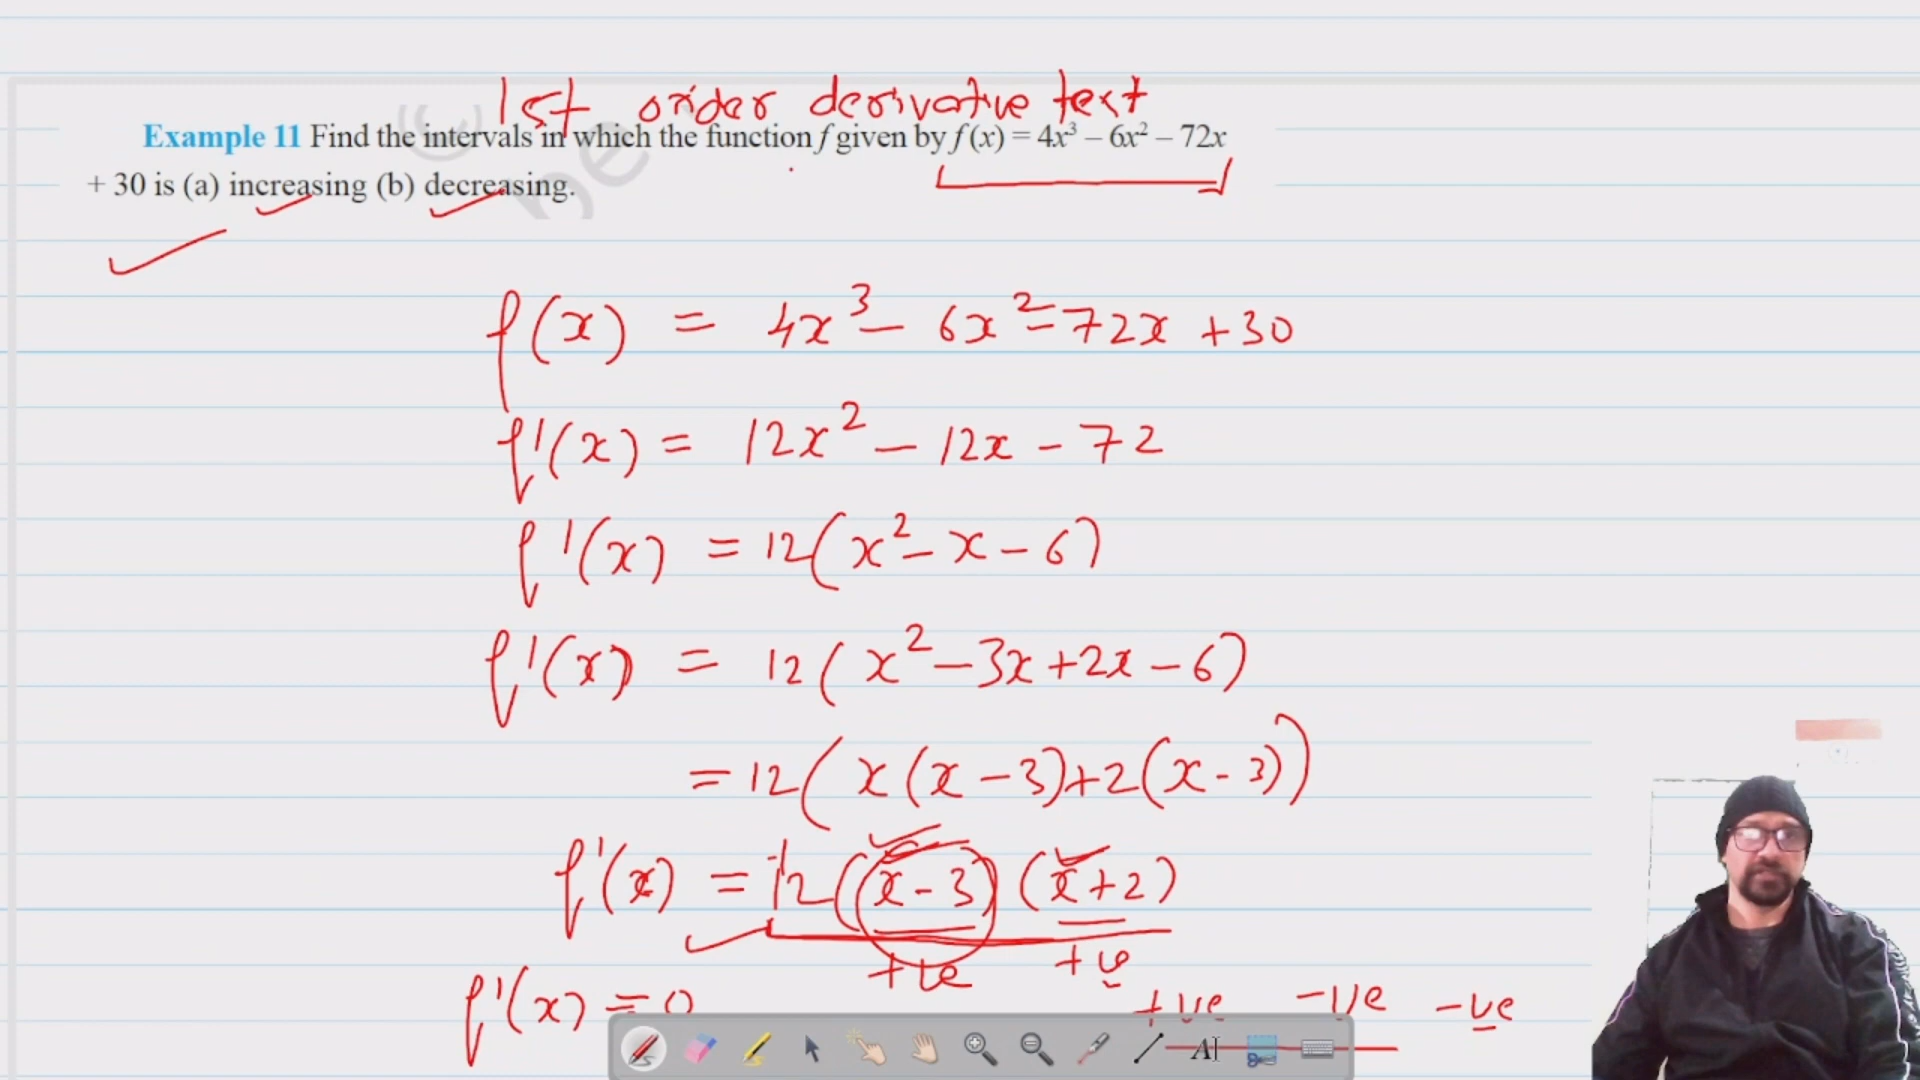 1st order derivative text
Example 11 Find the intervals in which the function f given by f(x) = 4x³ – 6x² – 72x
+ 30 is (a) increasing (b) decreasing.
f(x) = 4x³ – 6x² – 72x + 30
f'(x) = 12x² – 12x – 72
f'(x) = 12(x² – x – 6)
f'(x) = 12(x² – 3x + 2x – 6)
= 12(x(x – 3) + 2(x – 3))
f'(x) = 12(x – 3)(x + 2)
+ve +ve
f'(x) = 0 +ve –ve –ve